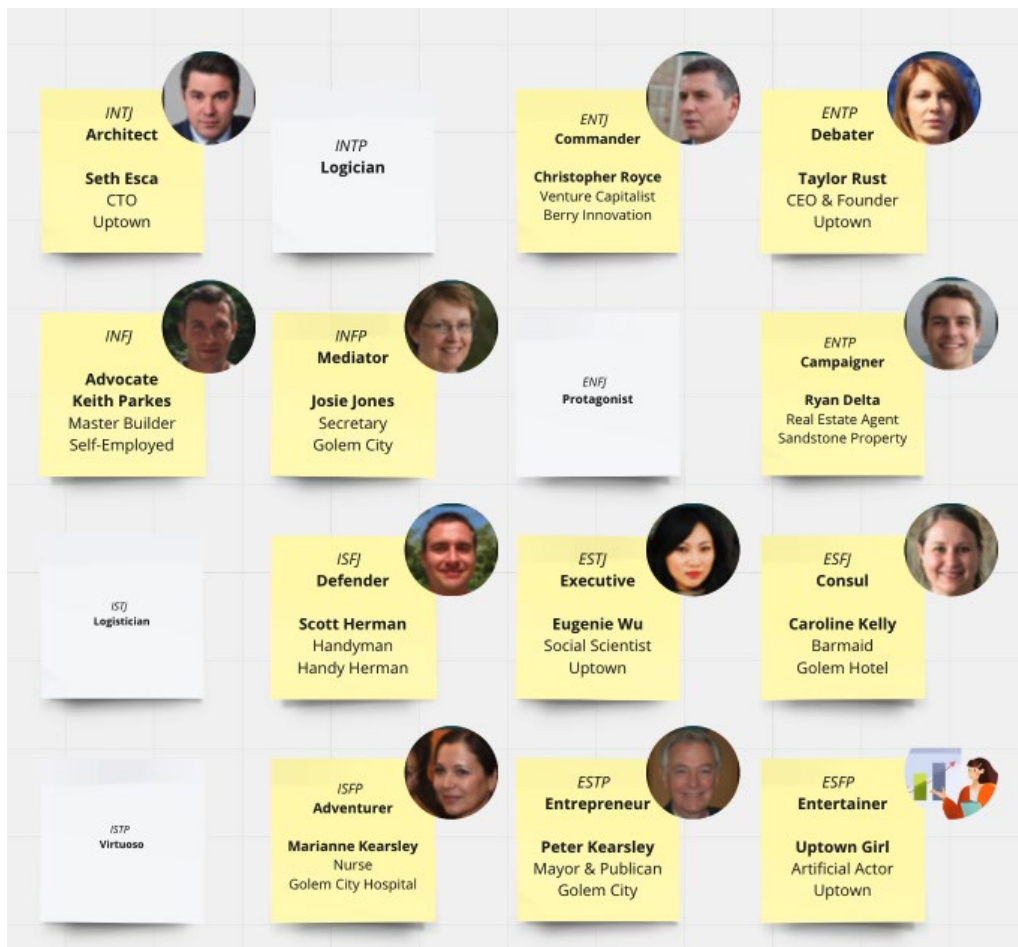 INTJ
Architect
Seth Esca
CTO
Uptown
INTP
Logician
ENTJ
Commander
Christopher Royce
Venture Capitalist
Berry Innovation
ENTP
Debater
Taylor Rust
CEO & Founder
Uptown
INFJ
Advocate
Keith Parkes
Master Builder
Self-Employed
INFP
Mediator
Josie Jones
Secretary
Golem City
ENFJ
Protagonist
ENTP
Campaigner
Ryan Delta
Real Estate Agent
Sandstone Property
ISTJ
Logistician
ISFJ
Defender
Scott Herman
Handyman
Handy Herman
ESTJ
Executive
Eugenie Wu
Social Scientist
Uptown
ESFJ
Consul
Caroline Kelly
Barmaid
Golem Hotel
ISTP
Virtuoso
ISFP
Adventurer
Marianne Kearsley
Nurse
Golem City Hospital
ESTP
Entrepreneur
Peter Kearsley
Mayor & Publican
Golem City
ESFP
Entertainer
Uptown Girl
Artificial Actor
Uptown